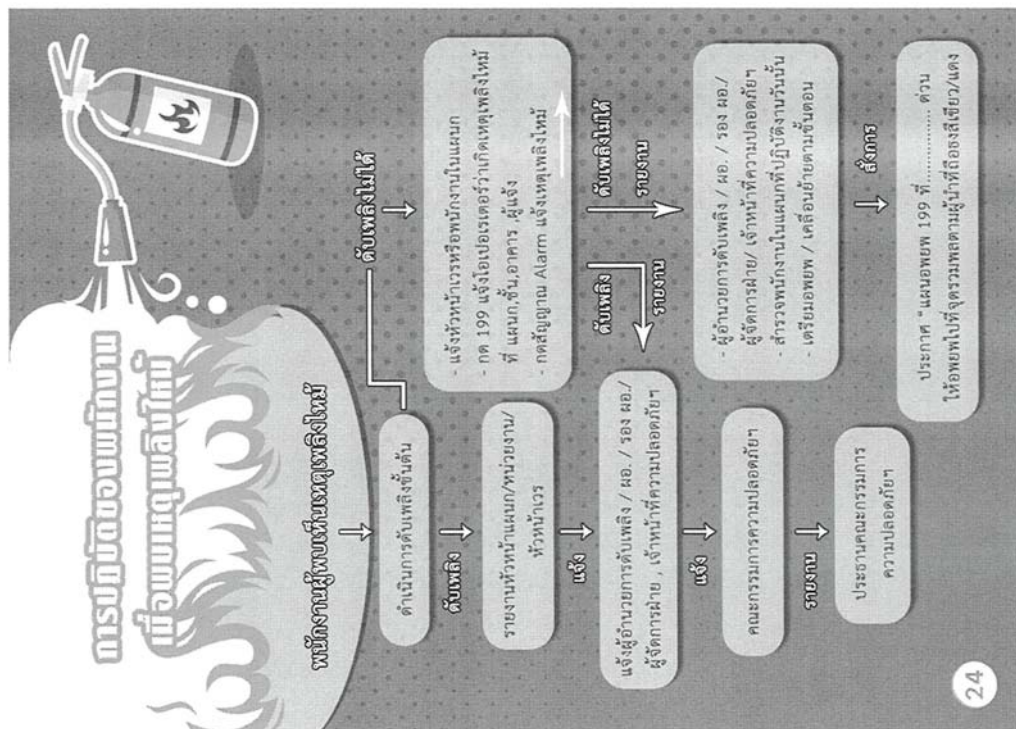 การปฏิบัติของพนักงาน
เมื่อพบเหตุเพลิงไหม้
พนักงานผู้พบเห็นเหตุเพลิงไหม้
ดำเนินการดับเพลิงขั้นต้น
ดับเพลิง
รายงานหัวหน้าแผนก/หน่วยงาน/
หัวหน้าเวร
แจ้ง
แจ้งผู้อำนวยการดับเพลิง / ผอ. / รอง ผอ./
ผู้จัดการฝ่าย , เจ้าหน้าที่ความปลอดภัยฯ
แจ้ง
คณะกรรมการความปลอดภัยฯ
รายงาน
ประธานคณะกรรมการ
ความปลอดภัยฯ
ดับเพลิงไม่ได้
- แจ้งหัวหน้าเวรหรือพนักงานในแผนก
- กด 199 แจ้งโอเปอเรเตอร์ว่าเกิดเหตุเพลิงไหม้
ที่ แผนก,ชั้น,อาคาร ,ผู้แจ้ง
- กดสัญญาณ Alarm แจ้งเหตุเพลิงไหม้
ดับเพลิง
รายงาน
ดับเพลิงไม่ได้
รายงาน
- ผู้อำนวยการดับเพลิง / ผอ. / รอง ผอ./
ผู้จัดการฝ่าย/ เจ้าหน้าที่ความปลอดภัยฯ
- สำรวจพนักงานในแผนกที่ปฏิบัติงานวันนั้น
- เตรียมอพยพ / เคลื่อนย้ายตามขั้นตอน
สั่งการ
ประกาศ " แผนอพยพ 199 ที่................ ด่วน
ให้อพยพไปที่จุดรวมพลตามผู้นำที่ถือธงสีเขียว/แดง
24